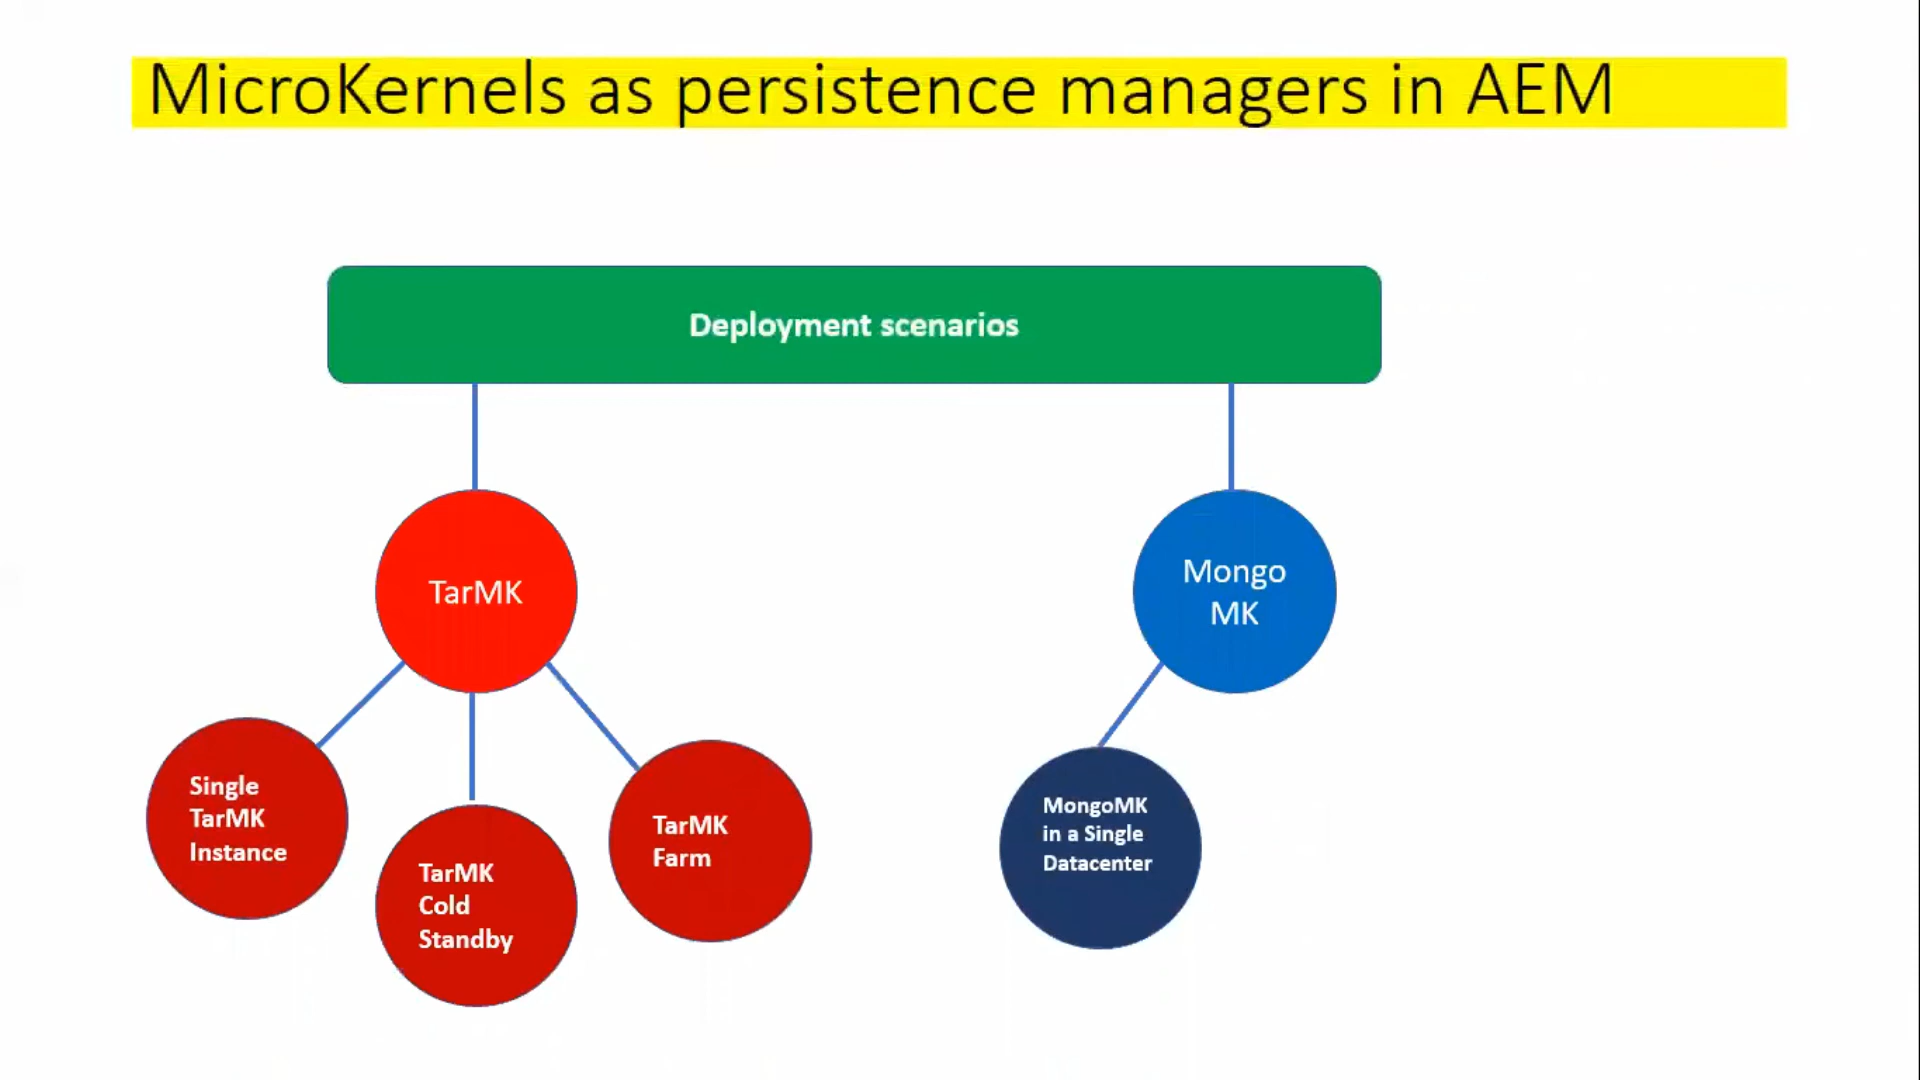 MicroKernels as persistence managers in AEM
Deployment scenarios
TarMK
Mongo
MK
Single
TarMK
Instance
TarMK
Cold
Standby
TarMK
Farm
MongoMK
in a Single
Datacenter